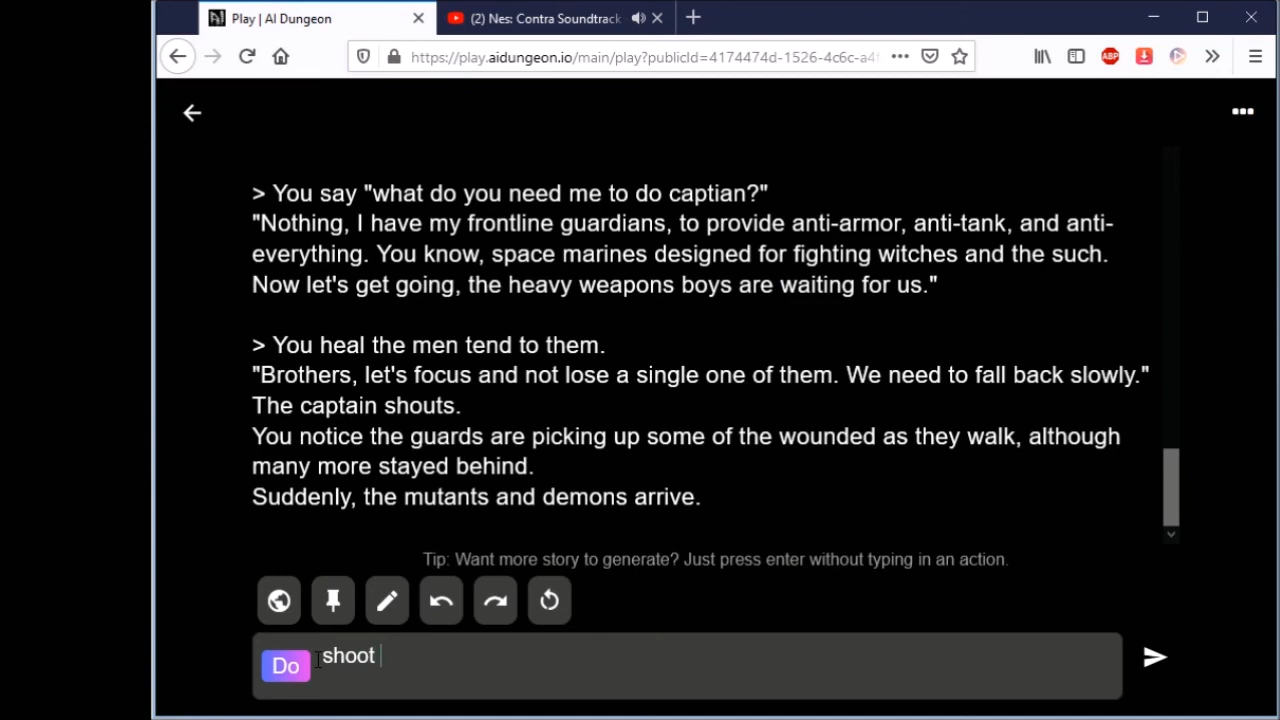 Play | AI Dungeon
(2) Nes: Contra Soundtrack
https://play.aidungeon.io/main/play?publicId=4174474d-1526-4c6c-a4f
ABP
> You say "what do you need me to do captian?"
"Nothing, I have my frontline guardians, to provide anti-armor, anti-tank, and anti-
everything. You know, space marines designed for fighting witches and the such.
Now let's get going, the heavy weapons boys are waiting for us."
> You heal the men tend to them.
"Brothers, let's focus and not lose a single one of them. We need to fall back slowly."
The captain shouts.
You notice the guards are picking up some of the wounded as they walk, although
many more stayed behind.
Suddenly, the mutants and demons arrive.
Tip: Want more story to generate? Just press enter without typing in an action.
Do shoot